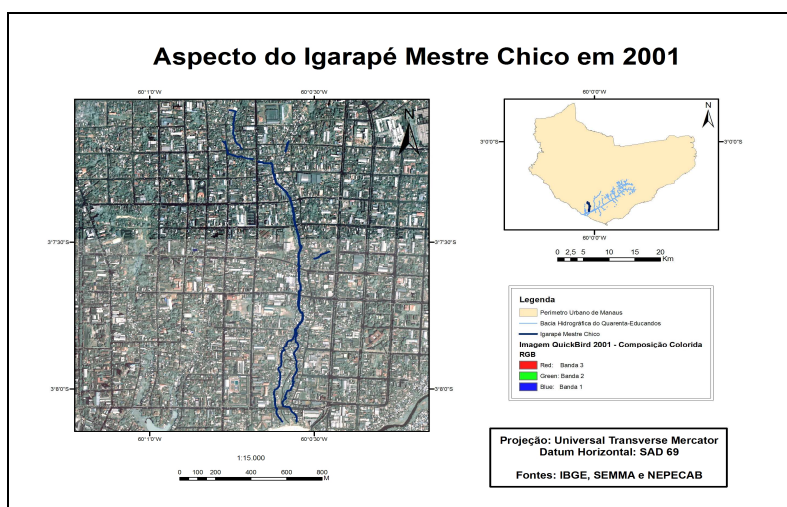 Aspecto do Igarapé Mestre Chico em 2001
60°1'0"W
60°0'30"W
N
3°7'30"S
3°7'30"S
3°8'0"S
3°8'0"S
60°1'0"W
60°0'30"W
1:15.000
0 100 200 400 600 800
M
60°0'0"W
N
3°0'0"S
3°0'0"S
60°0'0"W
0 2,5 5 10 15 20
Km
Legenda
Perimetro Urbano de Manaus
Bacia Hidrográfica do Quarenta-Educandos
Igarapé Mestre Chico
Imagem QuickBird 2001 - Composição Colorida
RGB
Red: Banda 3
Green: Banda 2
Blue: Banda 1
Projeção: Universal Transverse Mercator
Datum Horizontal: SAD 69
Fontes: IBGE, SEMMA e NEPECAB